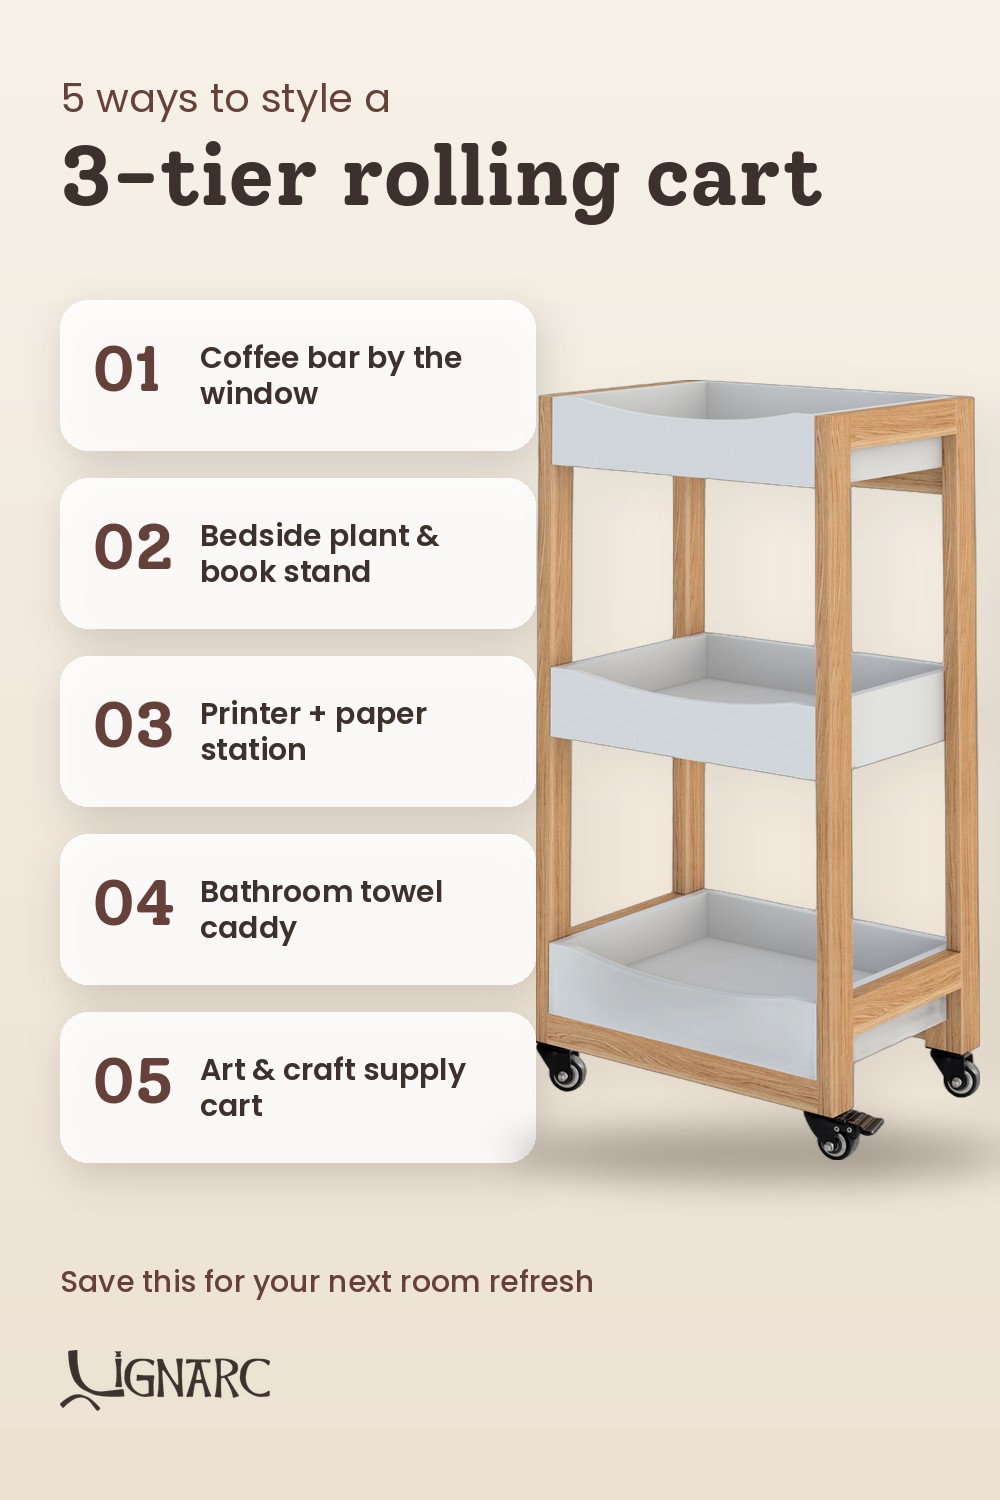 5 ways to style a
3-tier rolling cart
01
Coffee bar by the
window
02
Bedside plant &
book stand
03
Printer + paper
station
04
Bathroom towel
caddy
05
Art & craft supply
cart
Save this for your next room refresh
LIGNARC